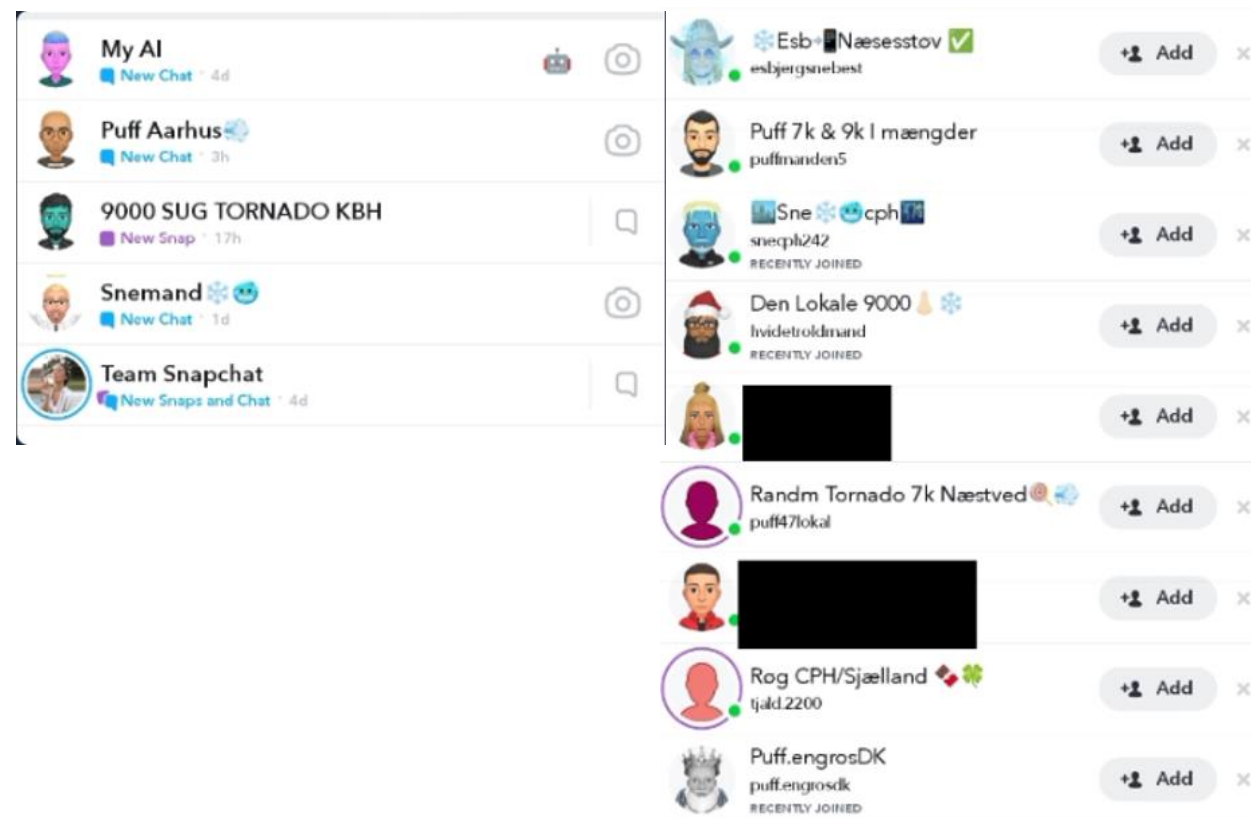 My AI
New Chat · 4d
Puff Aarhus💨
New Chat · 3h
9000 SUG TORNADO KBH
New Snap · 17h
Snemand❄️🥶
New Chat · 1d
Team Snapchat
New Snaps and Chat · 4d
❄️Esb📱Næsesstov ✅
esbjergsnebest
Add
Puff 7k & 9k I mængder
puffmanden5
Add
🏙️Sne❄️🥶cph🌃
snecph242
RECENTLY JOINED
Add
Den Lokale 9000👃🏻❄️
hvidetroldmand
RECENTLY JOINED
Add
Add
Randm Tornado 7k Næstved🍭💨
puff47lokal
Add
Add
Røg CPH/Sjælland 🍫🍀
tjald.2200
Add
Puff.engrosDK
puff.engrosdk
RECENTLY JOINED
Add